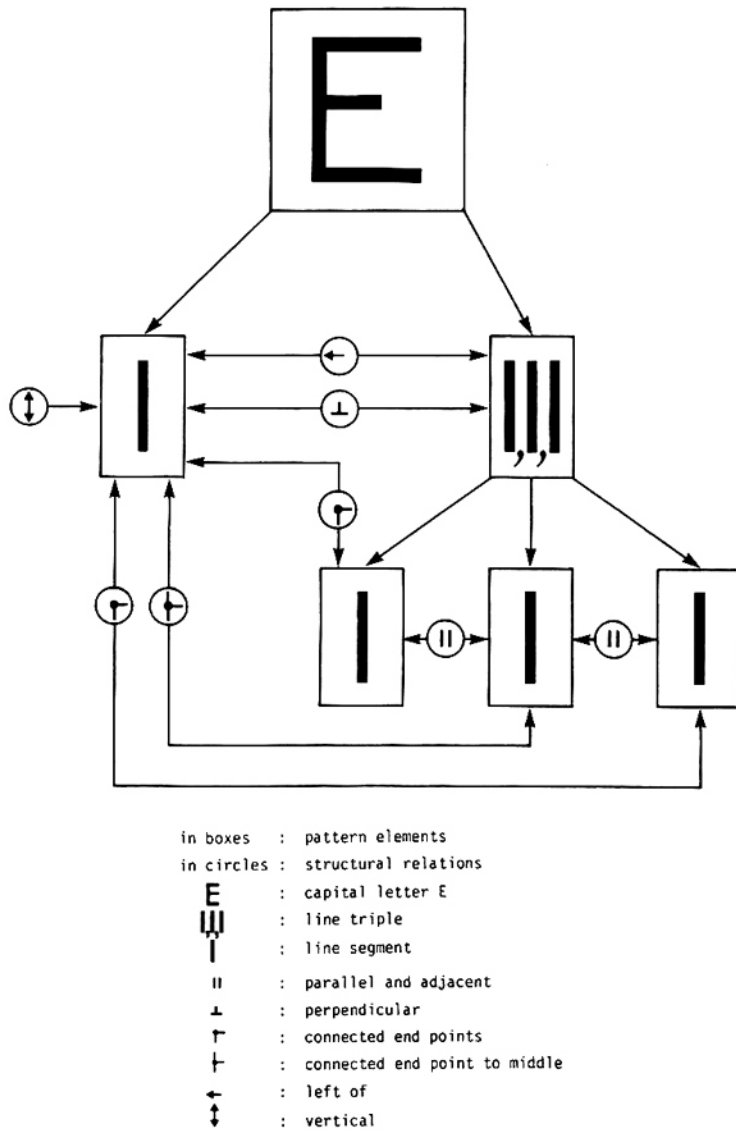 E
in boxes : pattern elements
in circles : structural relations
E : capital letter E
: line triple
: line segment
: parallel and adjacent
: perpendicular
: connected end points
: connected end point to middle
: left of
: vertical